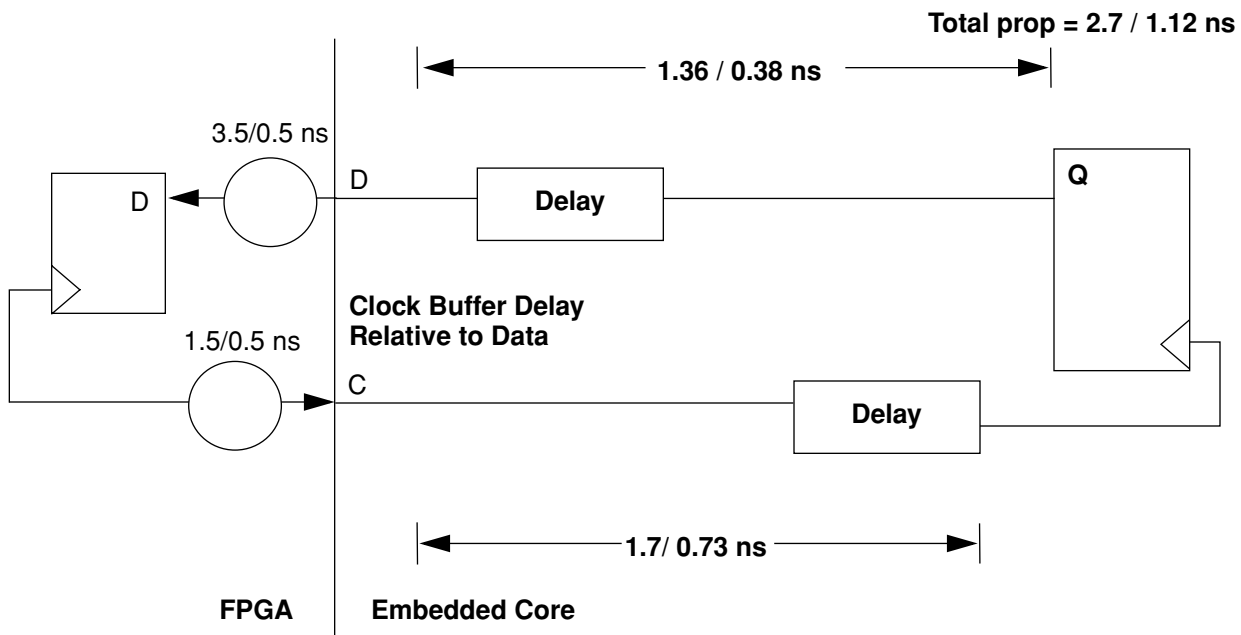 Total prop = 2.7 / 1.12 ns
1.36 / 0.38 ns
3.5/0.5 ns
D
D
Delay
Q
Clock Buffer Delay
Relative to Data
1.5/0.5 ns
C
Delay
1.7/ 0.73 ns
FPGA
Embedded Core